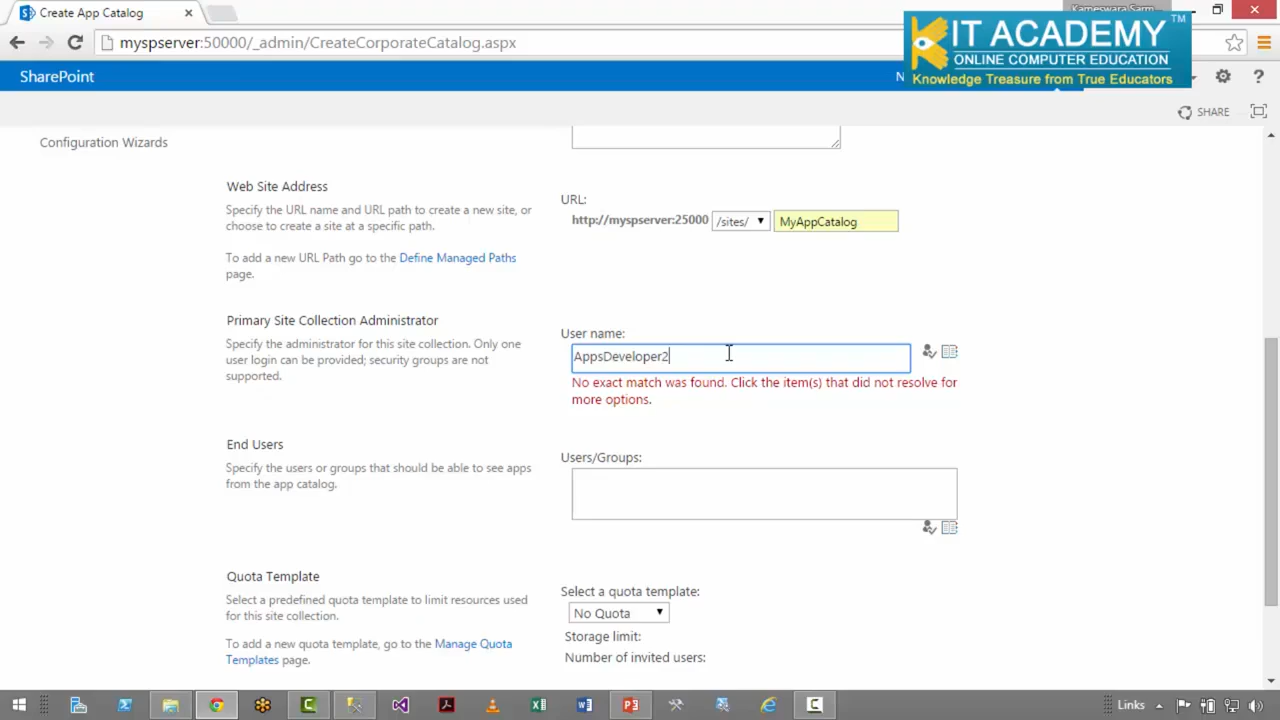 Create App Catalog
Kameswara Sarm...
myspserver:50000/_admin/CreateCorporateCatalog.aspx
KIT ACADEMY TM
ONLINE COMPUTER EDUCATION
Knowledge Treasure from True Educators
SharePoint
N
SHARE
Configuration Wizards
Web Site Address
Specify the URL name and URL path to create a new site, or
choose to create a site at a specific path.
To add a new URL Path go to the Define Managed Paths
page.
URL:
http://myspserver:25000 /sites/ MyAppCatalog
Primary Site Collection Administrator
Specify the administrator for this site collection. Only one
user login can be provided; security groups are not
supported.
User name:
AppsDeveloper2
No exact match was found. Click the item(s) that did not resolve for
more options.
End Users
Specify the users or groups that should be able to see apps
from the app catalog.
Users/Groups:
Quota Template
Select a predefined quota template to limit resources used
for this site collection.
To add a new quota template, go to the Manage Quota
Templates page.
Select a quota template:
No Quota
Storage limit:
Number of invited users:
Links